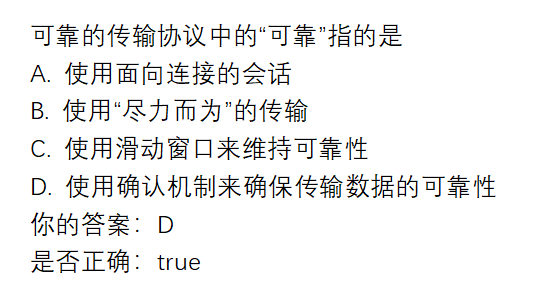 可靠的传输协议中的“可靠”指的是
A. 使用面向连接的会话
B. 使用“尽力而为”的传输
C. 使用滑动窗口来维持可靠性
D. 使用确认机制来确保传输数据的可靠性
你的答案：D
是否正确：true